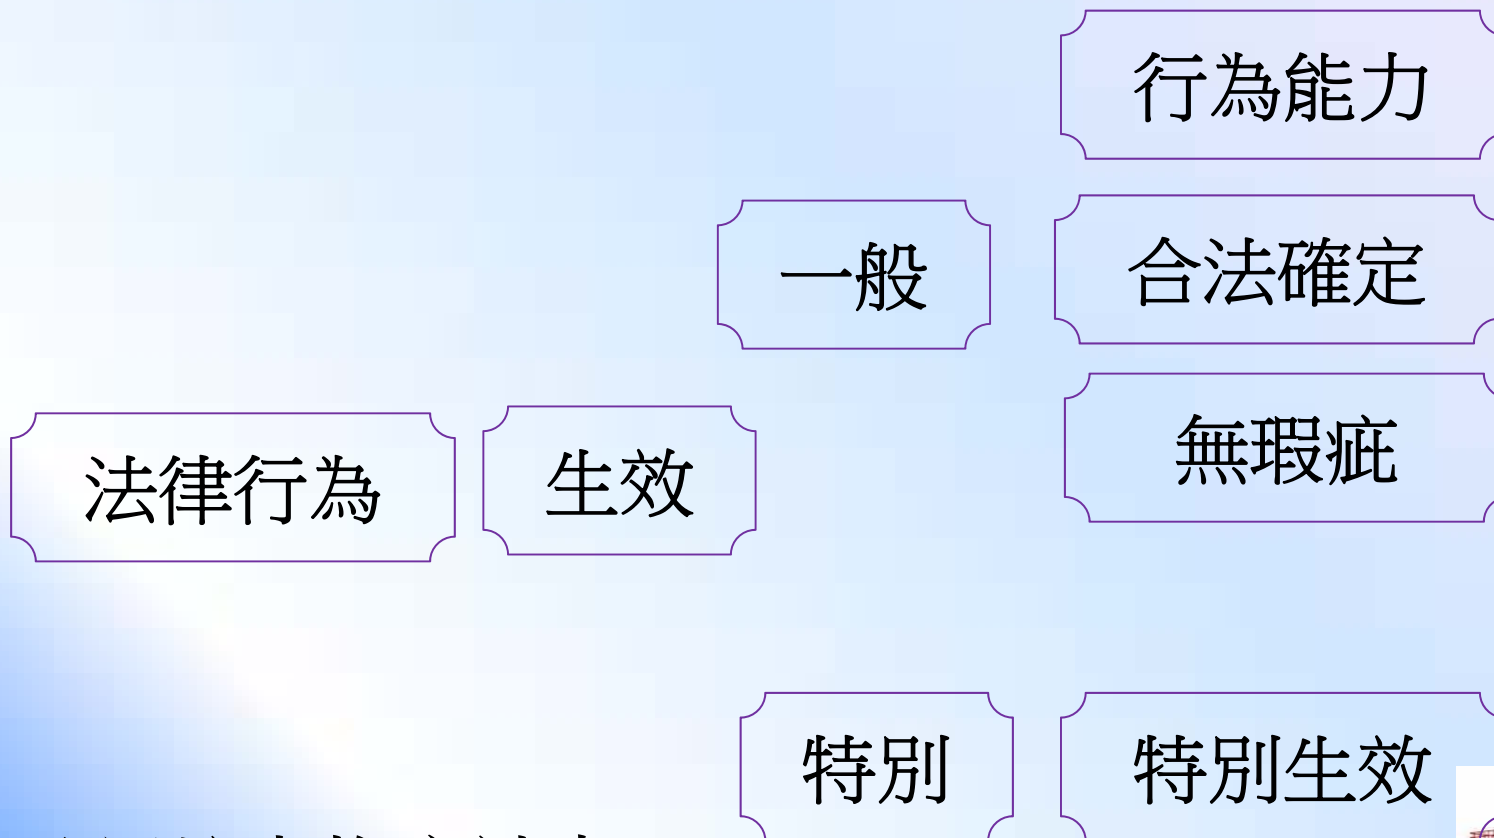 行為能力
合法確定
一般
無瑕疵
法律行為
生效
特別
特別生效